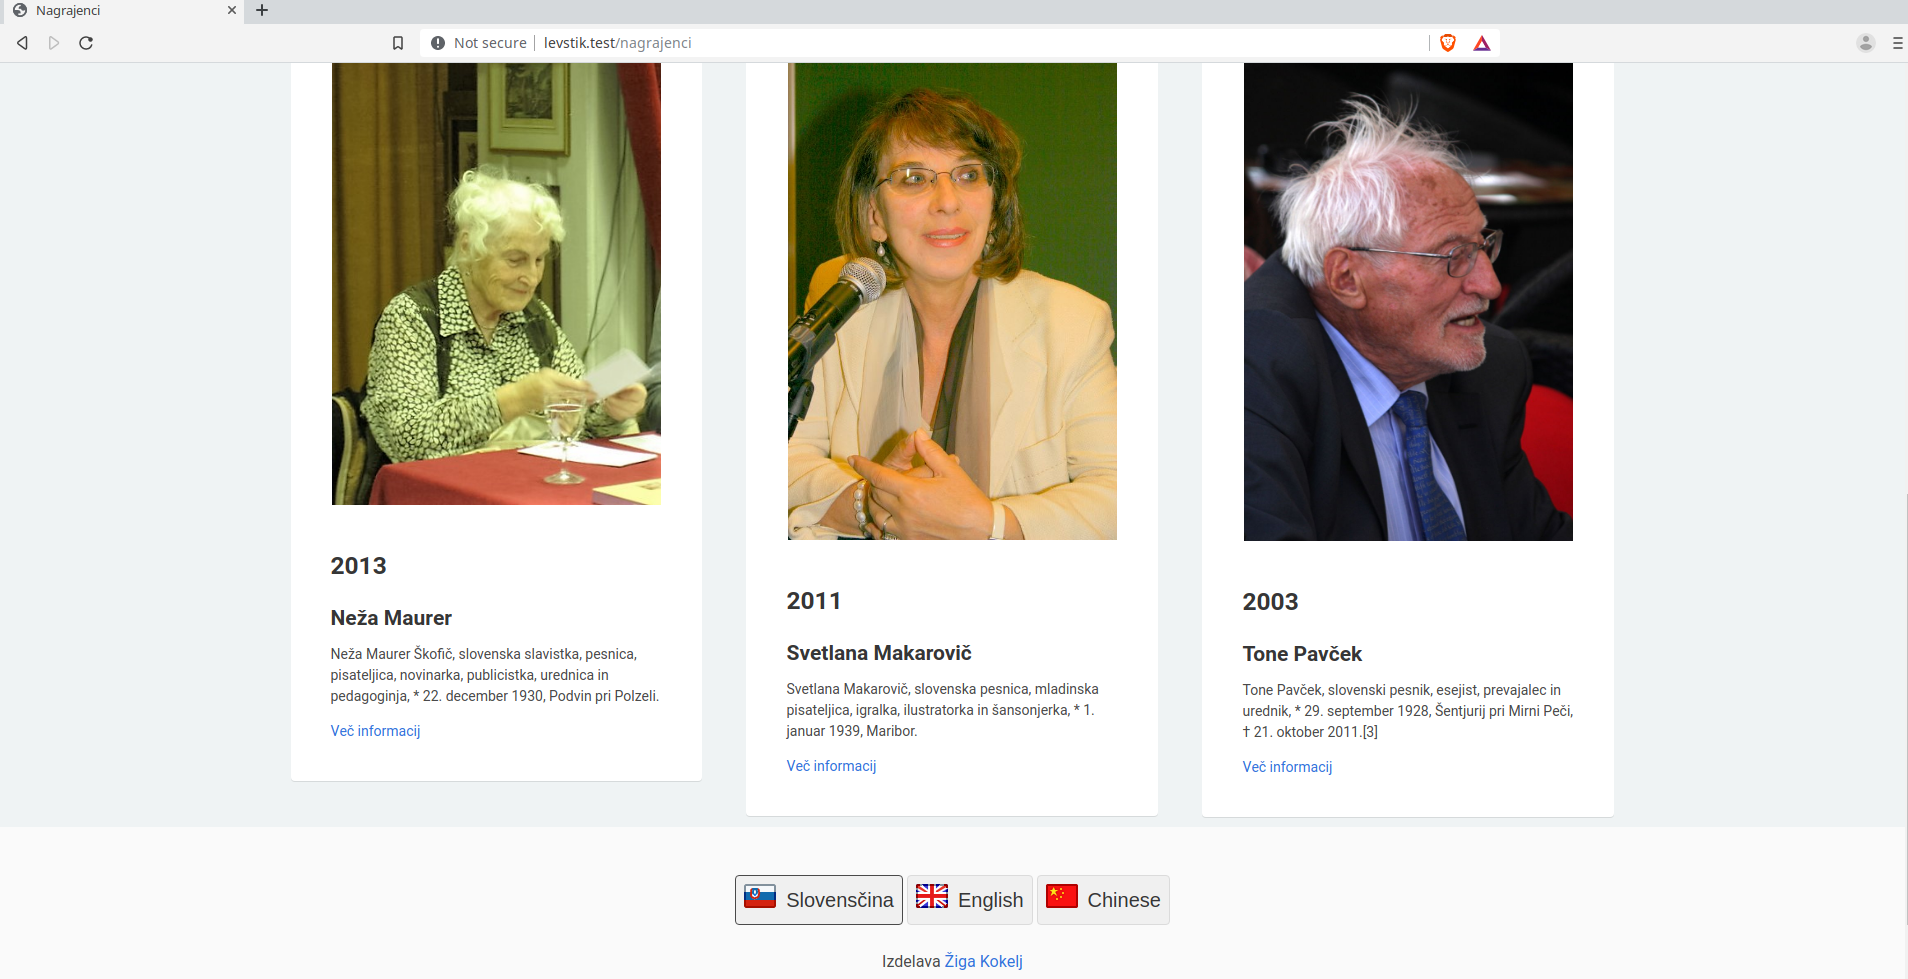 Nagrajenci
Not secure levstik.test/nagrajenci
2013
Neža Maurer
Neža Maurer Škofič, slovenska slavistka, pesnica,
pisateljica, novinarka, publicistka, urednica in
pedagoginja, * 22. december 1930, Podvin pri Polzeli.
Več informacij
2011
Svetlana Makarovič
Svetlana Makarovič, slovenska pesnica, mladinska
pisateljica, igralka, ilustratorka in šansonjerka, * 1.
januar 1939, Maribor.
Več informacij
2003
Tone Pavček
Tone Pavček, slovenski pesnik, esejist, prevajalec in
urednik, * 29. september 1928, Šentjurij pri Mirni Peči,
† 21. oktober 2011.[3]
Več informacij
Slovensčina English Chinese
Izdelava Žiga Kokelj